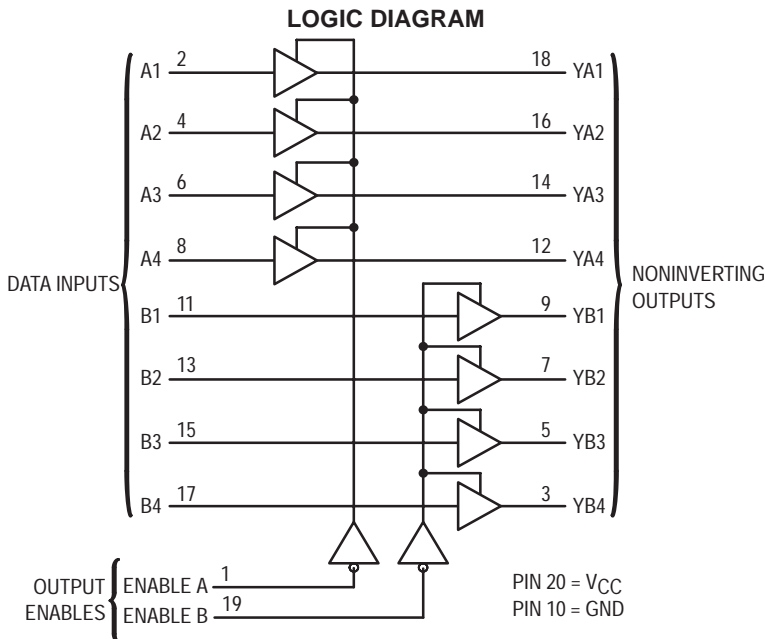 LOGIC DIAGRAM
A1 2 18 YA1
A2 4 16 YA2
A3 6 14 YA3
A4 8 12 YA4
DATA INPUTS
NONINVERTING
OUTPUTS
B1 11 9 YB1
B2 13 7 YB2
B3 15 5 YB3
B4 17 3 YB4
OUTPUT
ENABLES
ENABLE A 1
ENABLE B 19
PIN 20 = VCC
PIN 10 = GND